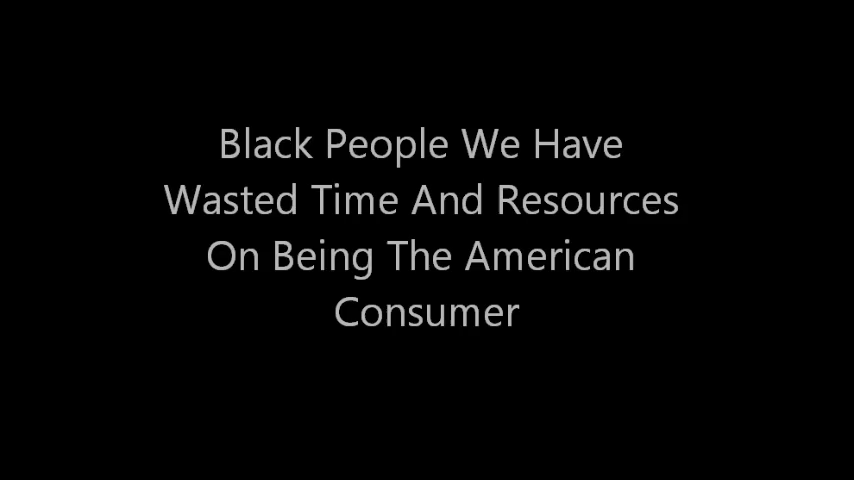 Black People We Have
Wasted Time And Resources
On Being The American
Consumer